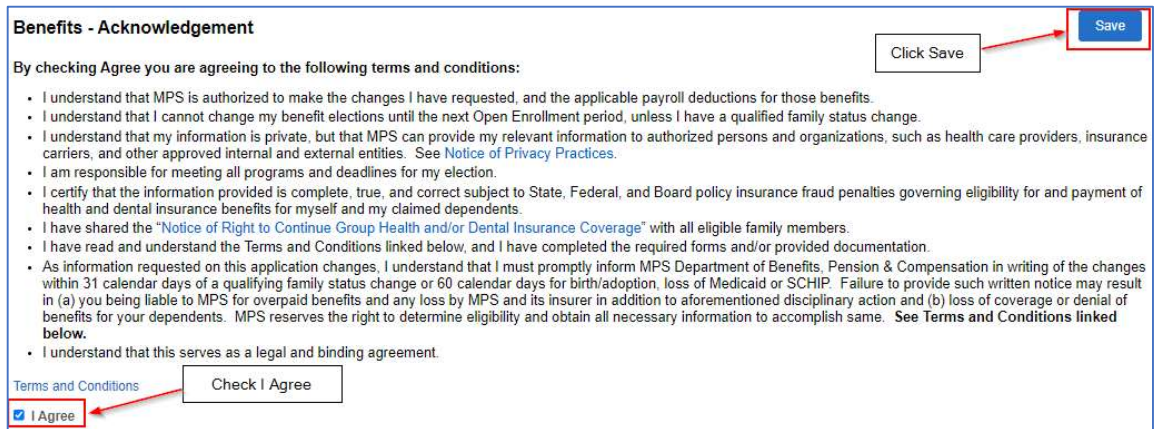 Benefits - Acknowledgement
Save
Click Save
By checking Agree you are agreeing to the following terms and conditions:
• I understand that MPS is authorized to make the changes I have requested, and the applicable payroll deductions for those benefits.
• I understand that I cannot change my benefit elections until the next Open Enrollment period, unless I have a qualified family status change.
• I understand that my information is private, but that MPS can provide my relevant information to authorized persons and organizations, such as health care providers, insurance
carriers, and other approved internal and external entities. See Notice of Privacy Practices.
• I am responsible for meeting all programs and deadlines for my election.
• I certify that the information provided is complete, true, and correct subject to State, Federal, and Board policy insurance fraud penalties governing eligibility for and payment of
health and dental insurance benefits for myself and my claimed dependents.
• I have shared the “Notice of Right to Continue Group Health and/or Dental Insurance Coverage” with all eligible family members.
• I have read and understand the Terms and Conditions linked below, and I have completed the required forms and/or provided documentation.
• As information requested on this application changes, I understand that I must promptly inform MPS Department of Benefits, Pension & Compensation in writing of the changes
within 31 calendar days of a qualifying family status change or 60 calendar days for birth/adoption, loss of Medicaid or SCHIP. Failure to provide such written notice may result
in (a) you being liable to MPS for overpaid benefits and any loss by MPS and its insurer in addition to aforementioned disciplinary action and (b) loss of coverage or denial of
benefits for your dependents. MPS reserves the right to determine eligibility and obtain all necessary information to accomplish same. See Terms and Conditions linked
below.
• I understand that this serves as a legal and binding agreement.
Terms and Conditions
Check I Agree
I Agree